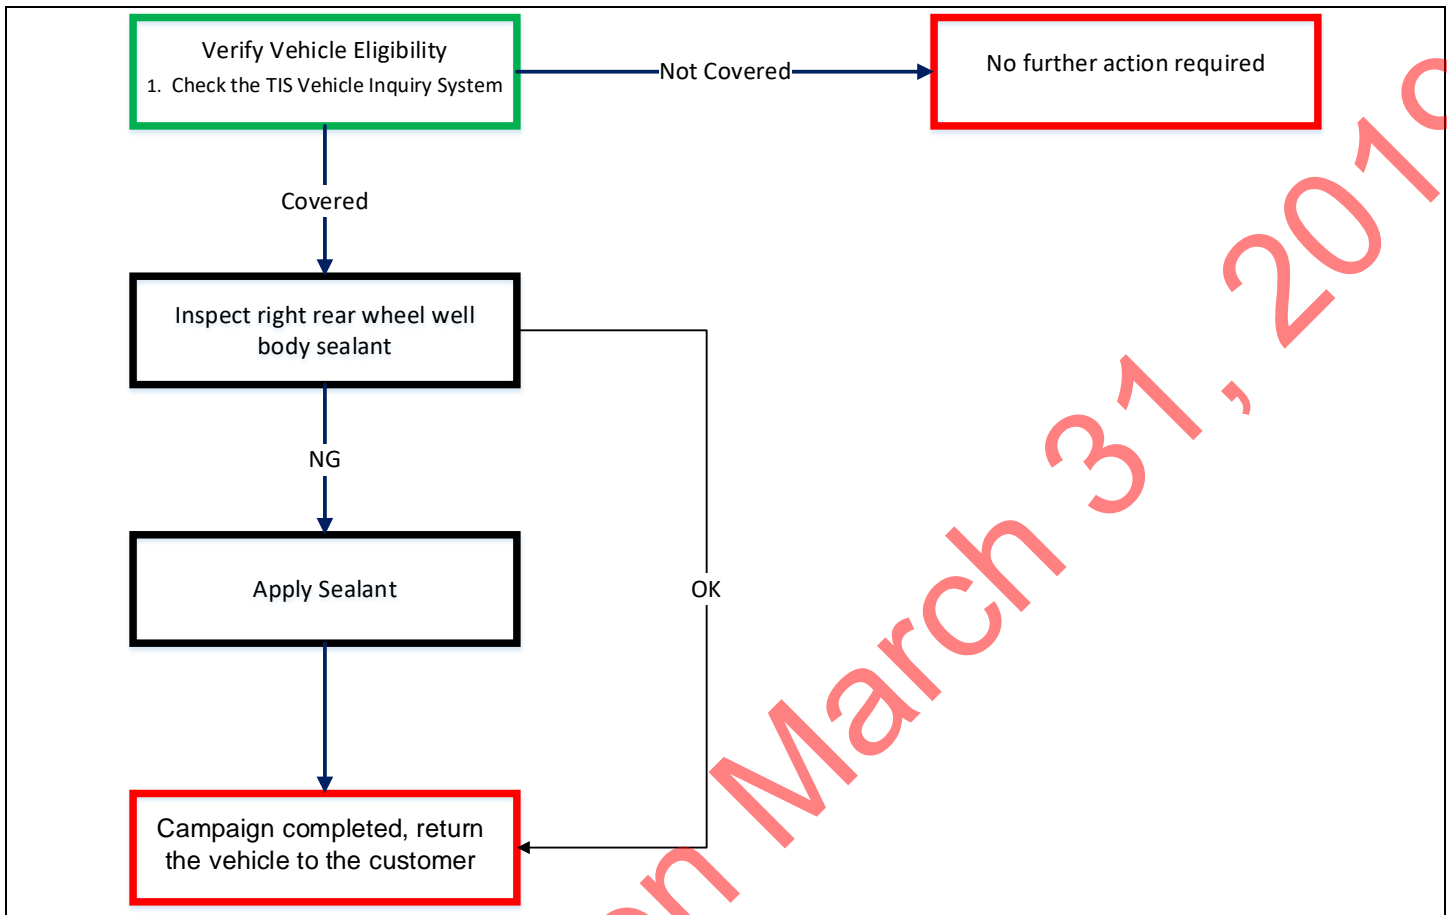 Verify Vehicle Eligibility
1. Check the TIS Vehicle Inquiry System
Not Covered
No further action required
Covered
Inspect right rear wheel well
body sealant
NG
OK
Apply Sealant
Campaign completed, return
the vehicle to the customer
on March 31, 2019